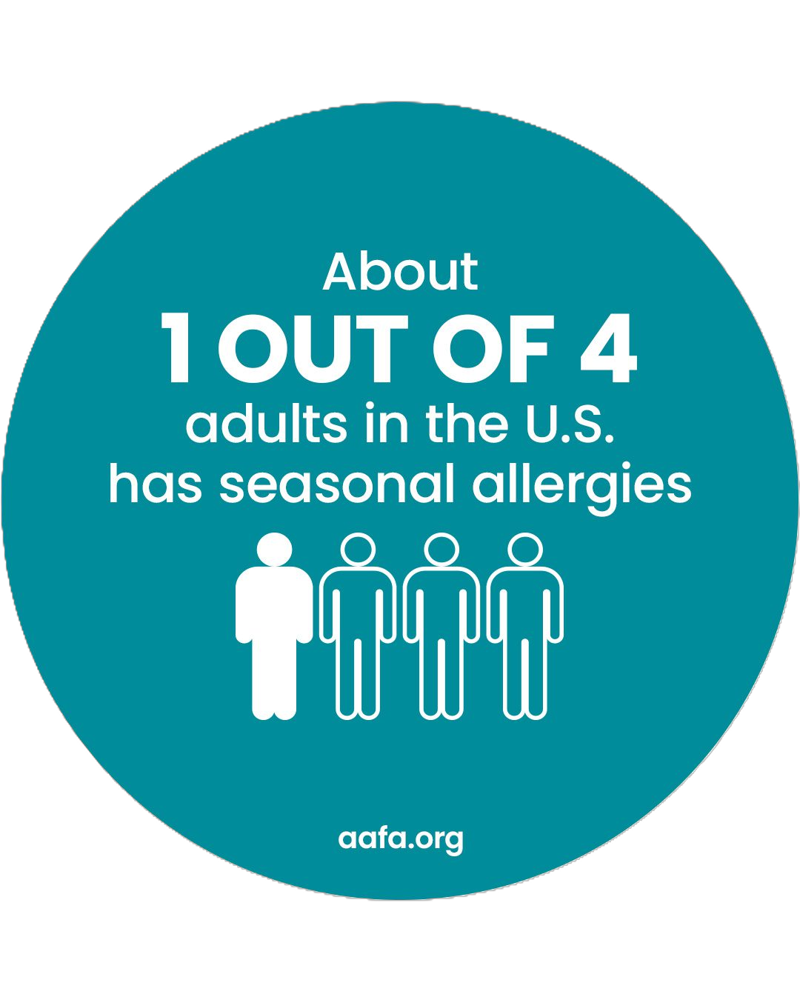 About
1 OUT OF 4
adults in the U.S.
has seasonal allergies
aafa.org